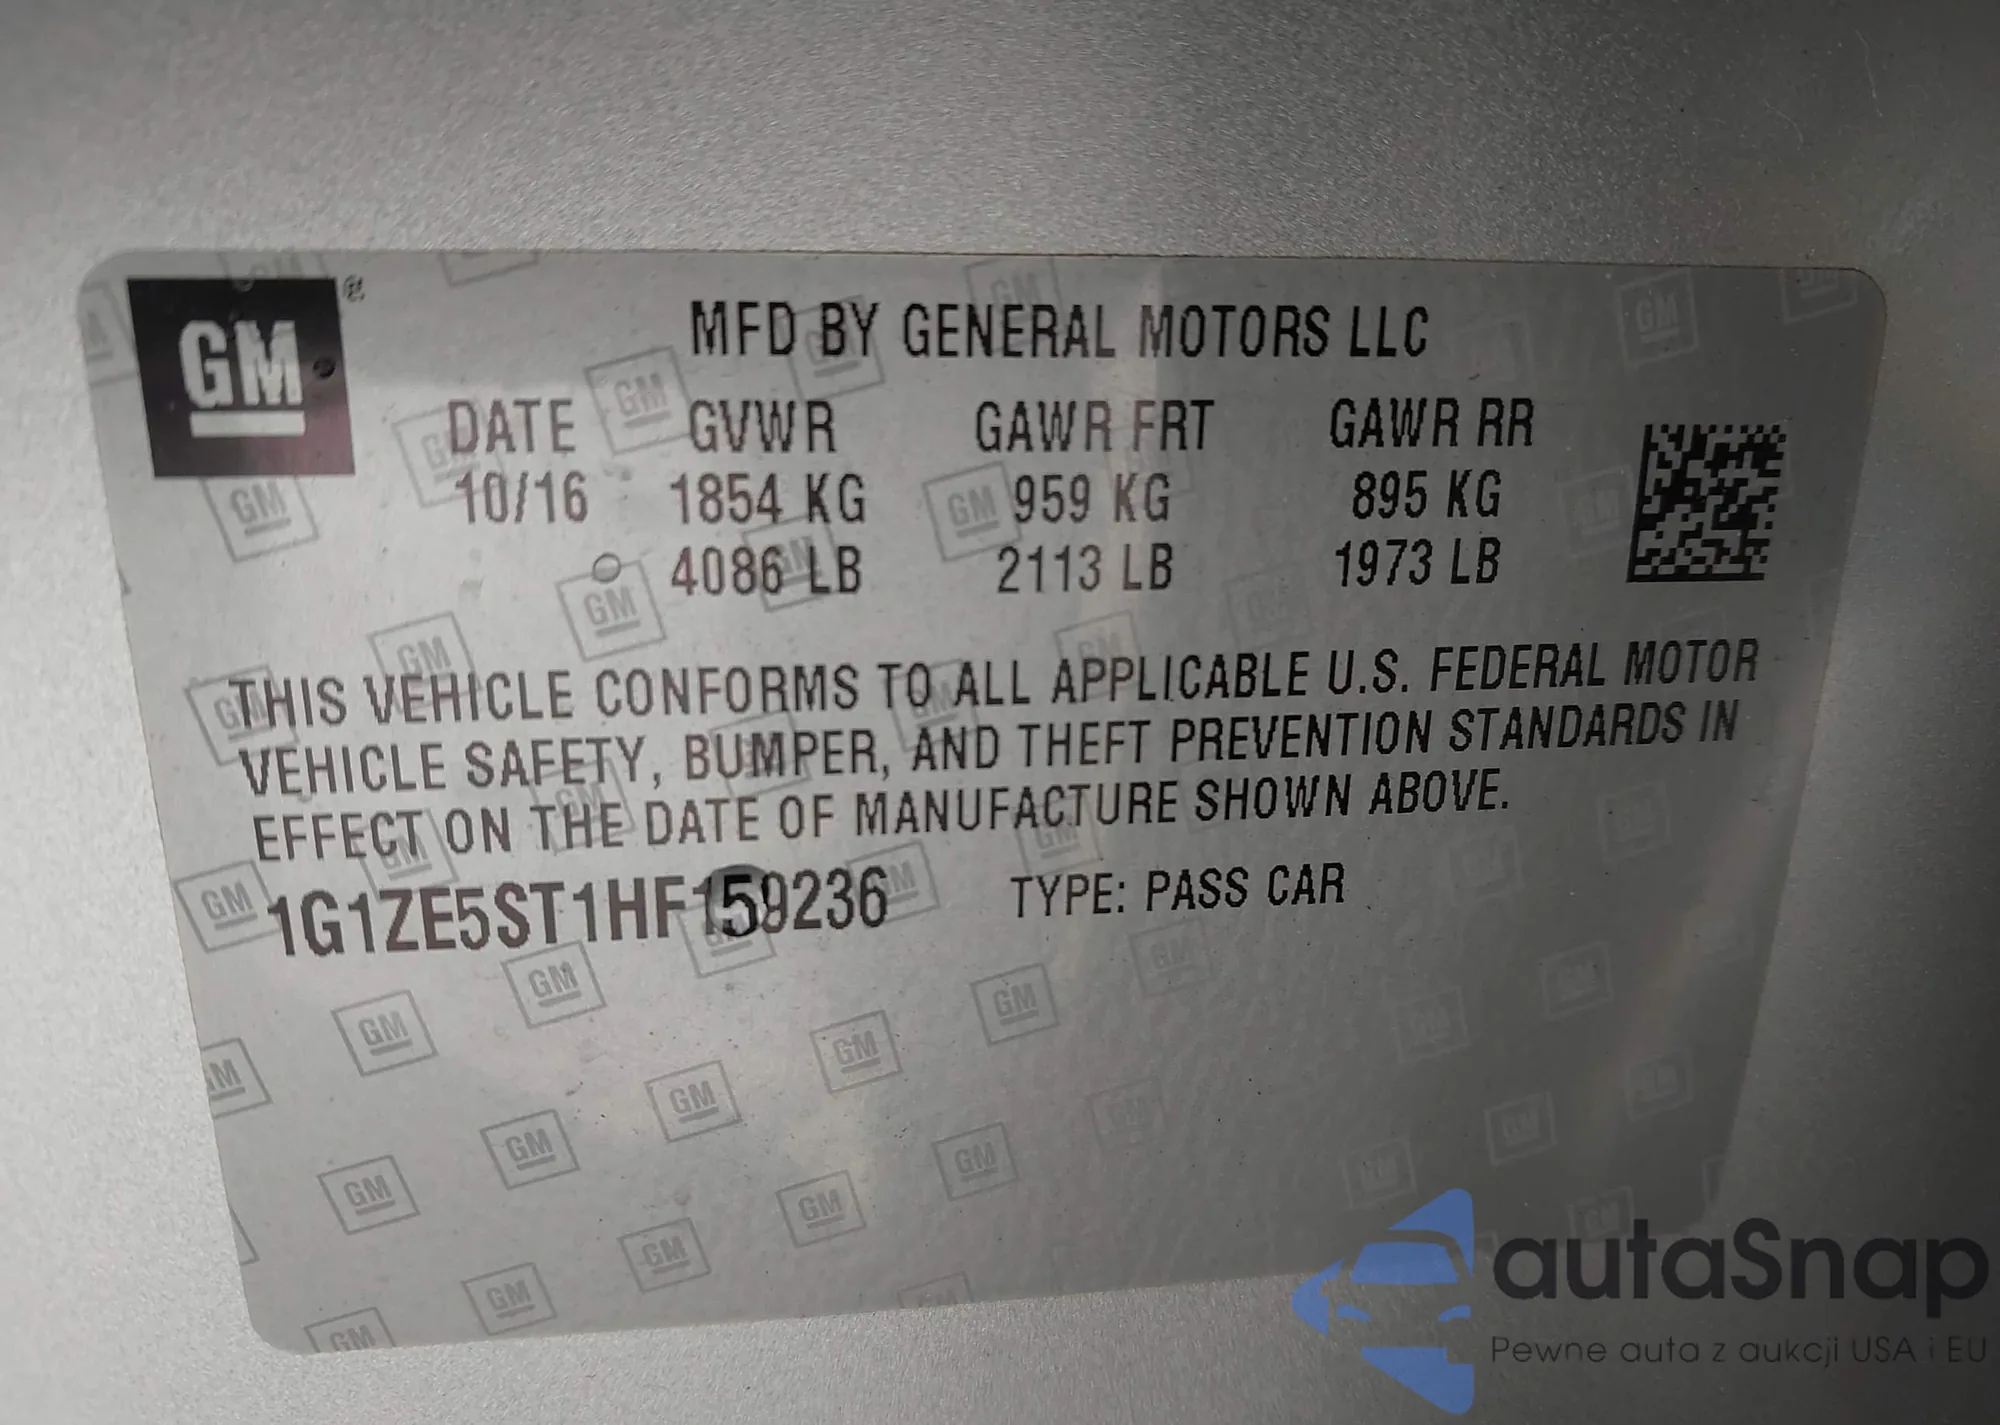 GM ®
MFD BY GENERAL MOTORS LLC
DATE GVWR GAWR FRT GAWR RR
10/16 1854 KG 959 KG 895 KG
4086 LB 2113 LB 1973 LB
THIS VEHICLE CONFORMS TO ALL APPLICABLE U.S. FEDERAL MOTOR
VEHICLE SAFETY, BUMPER, AND THEFT PREVENTION STANDARDS IN
EFFECT ON THE DATE OF MANUFACTURE SHOWN ABOVE.
1G1ZE5ST1HF159236 TYPE: PASS CAR
autaSnap
Pewne auta z aukcji USA i EU